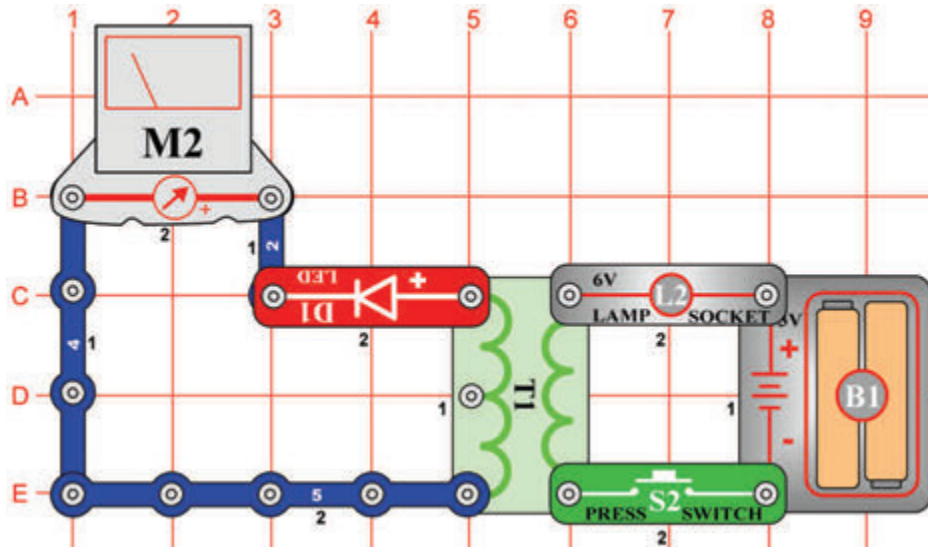 1 2 3 4 5 6 7 8 9
A
M2
B
+
2
1
2
C
LED
+
D1
2
6V
L2
LAMP SOCKET
2
3V
+
4
1
D
1
T1
1
B1
-
E
5
2
S2
PRESS SWITCH
2